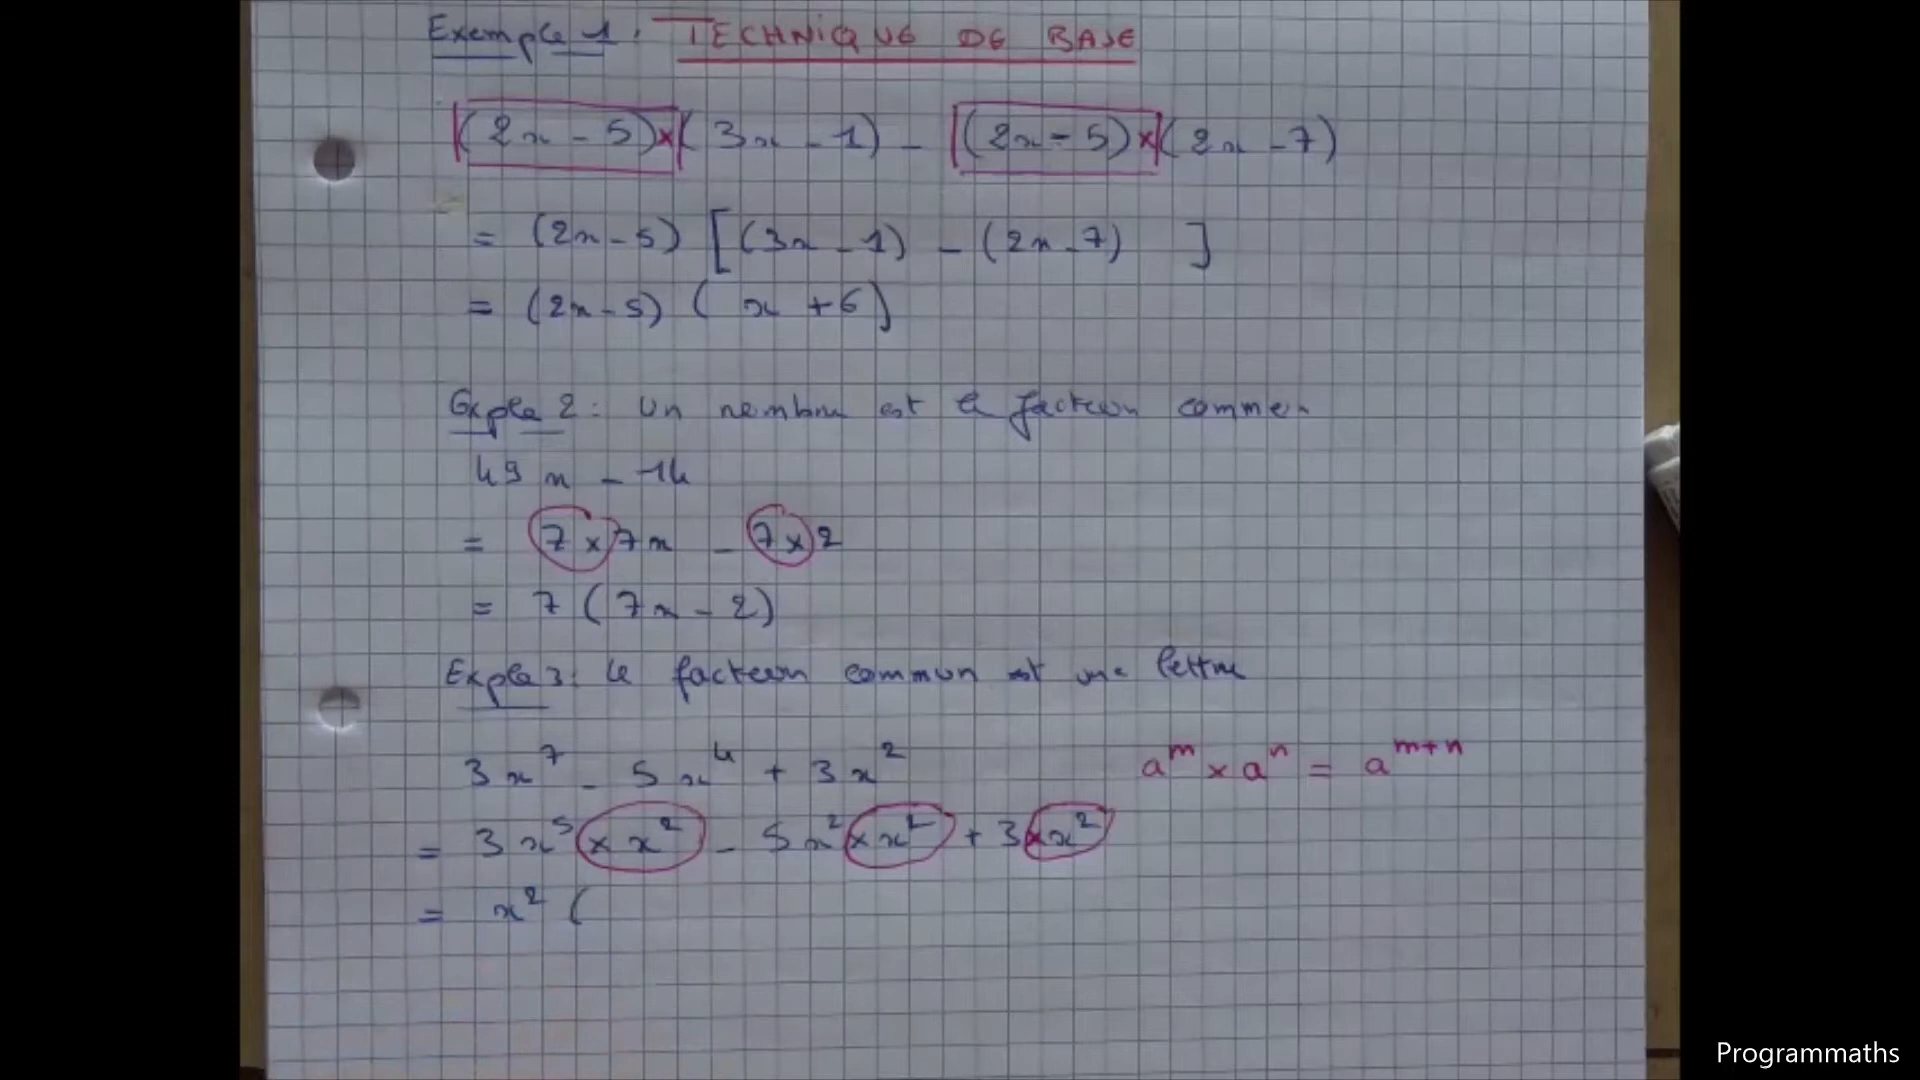 Exemple 1 : TECHNIQUE DE BASE
(2x - 5)×(3x - 1) - (2x - 5)×(2x - 7)
= (2x - 5) [(3x - 1) - (2x - 7) ]
= (2x - 5) ( x + 6)
Exple 2 : un nombre est le facteur commun
49x - 14
= 7×7x - 7×2
= 7 (7x - 2)
Exple 3 : le facteur commun est une lettre
3x⁷ - 5x⁴ + 3x²
aᵐ × aⁿ = aᵐ⁺ⁿ
= 3x⁵ × x² - 5x² × x² + 3 × x²
= x² (
Programmaths